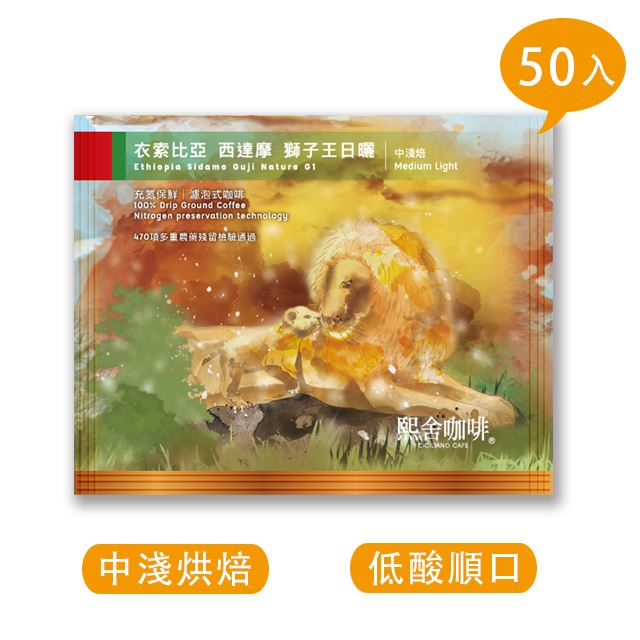 50入
衣索比亞 西達摩 獅子王日曬
中淺焙
Ethiopia Sidamo Guji Nature G1
Medium Light
充氮保鮮｜濾泡式咖啡
100% Drip Ground Coffee
Nitrogen preservation technology
470項多重農藥殘留檢驗通過
熙舍咖啡®
CICILIANO CAFE
中淺烘焙
低酸順口